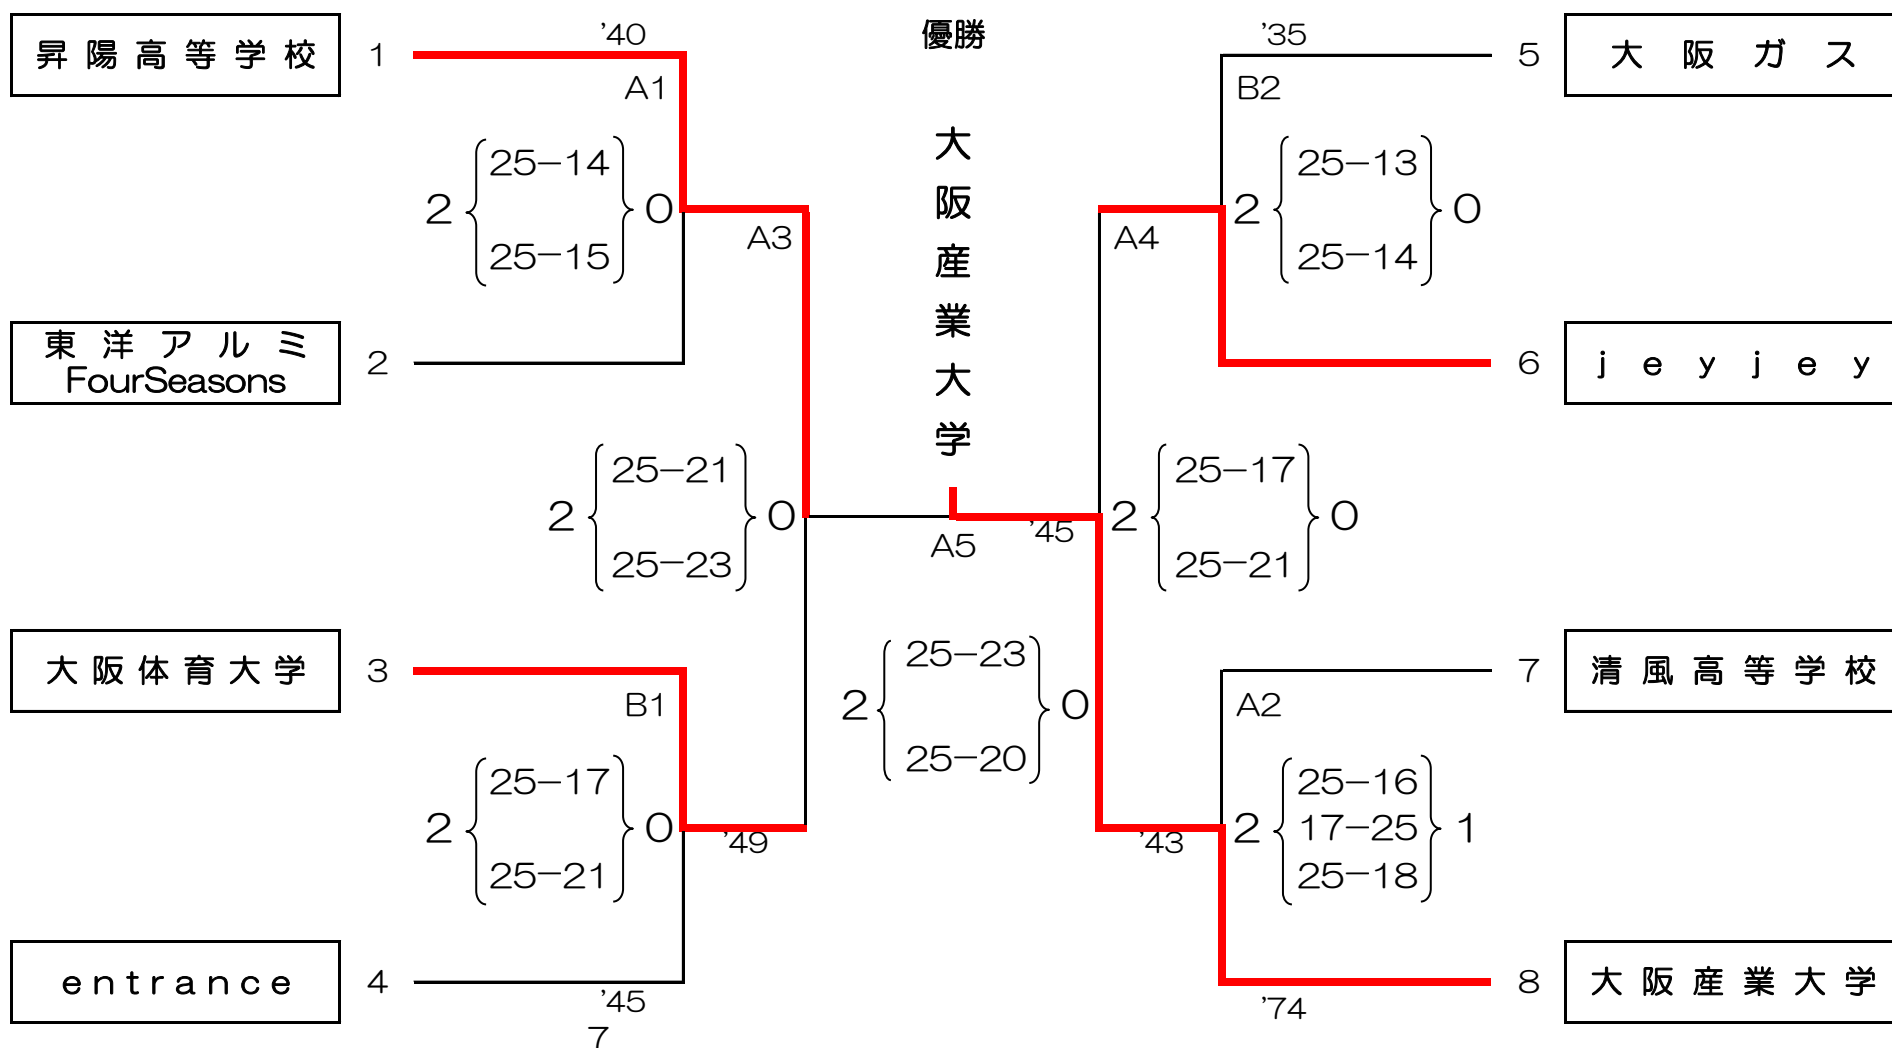 昇陽高等学校 1 '40 優勝 '35 5 大阪ガス
A1 B2
25-14 25-13
2 0 2 0
25-15 25-14
A3 A4
大阪産業大学
東洋アルミ
FourSeasons
2
6 jeyjey
25-21 25-17
2 0 2 0
25-23 25-21
A5 '45
大阪体育大学 3 7 清風高等学校
B1 A2
25-23
2 0
25-20
25-17 25-16
2 0 2 17-25 1
25-21 25-18
'49 '43
entrance 4 8 大阪産業大学
'45 '74
7